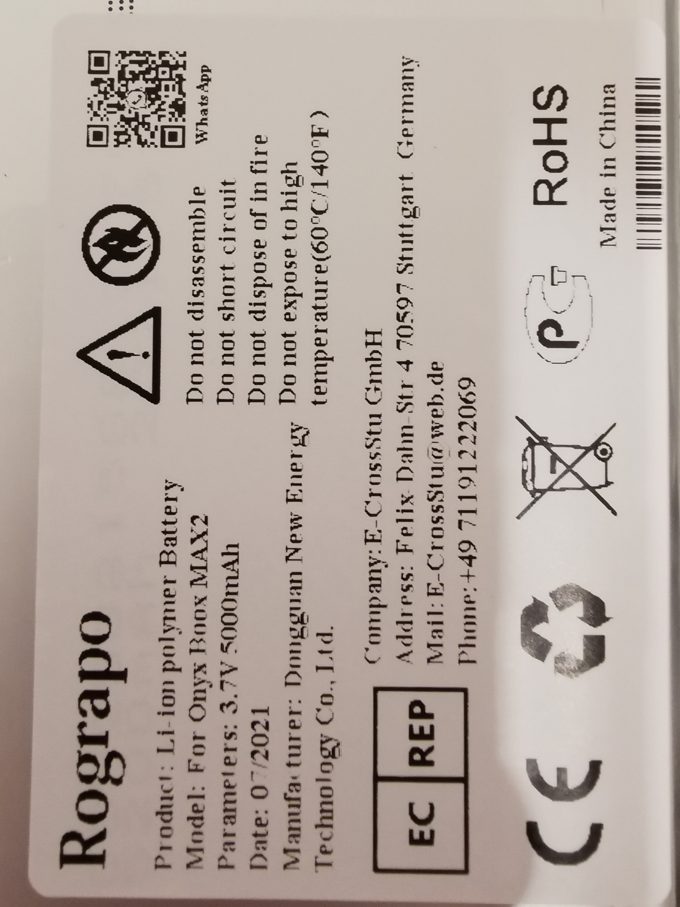 Rograpo
Product: Li-ion polymer Battery
Model: For Onyx Boox MAX2
Parameters: 3.7V 5000mAh
Date: 07/2021
Manufacturer: Dongguan New Energy
Technology Co., Ltd.
WhatsApp
Do not disassemble
Do not short circuit
Do not dispose of in fire
Do not expose to high
temperature(60°C/140°F)
EC REP
Company:E-CrossStu GmbH
Address: Felix-Dahn-Str 4 70597 Stuttgart Germany
Mail:E-CrossStu@web.de
Phone:+49 711912222069
CE
P
RoHS
Made in China